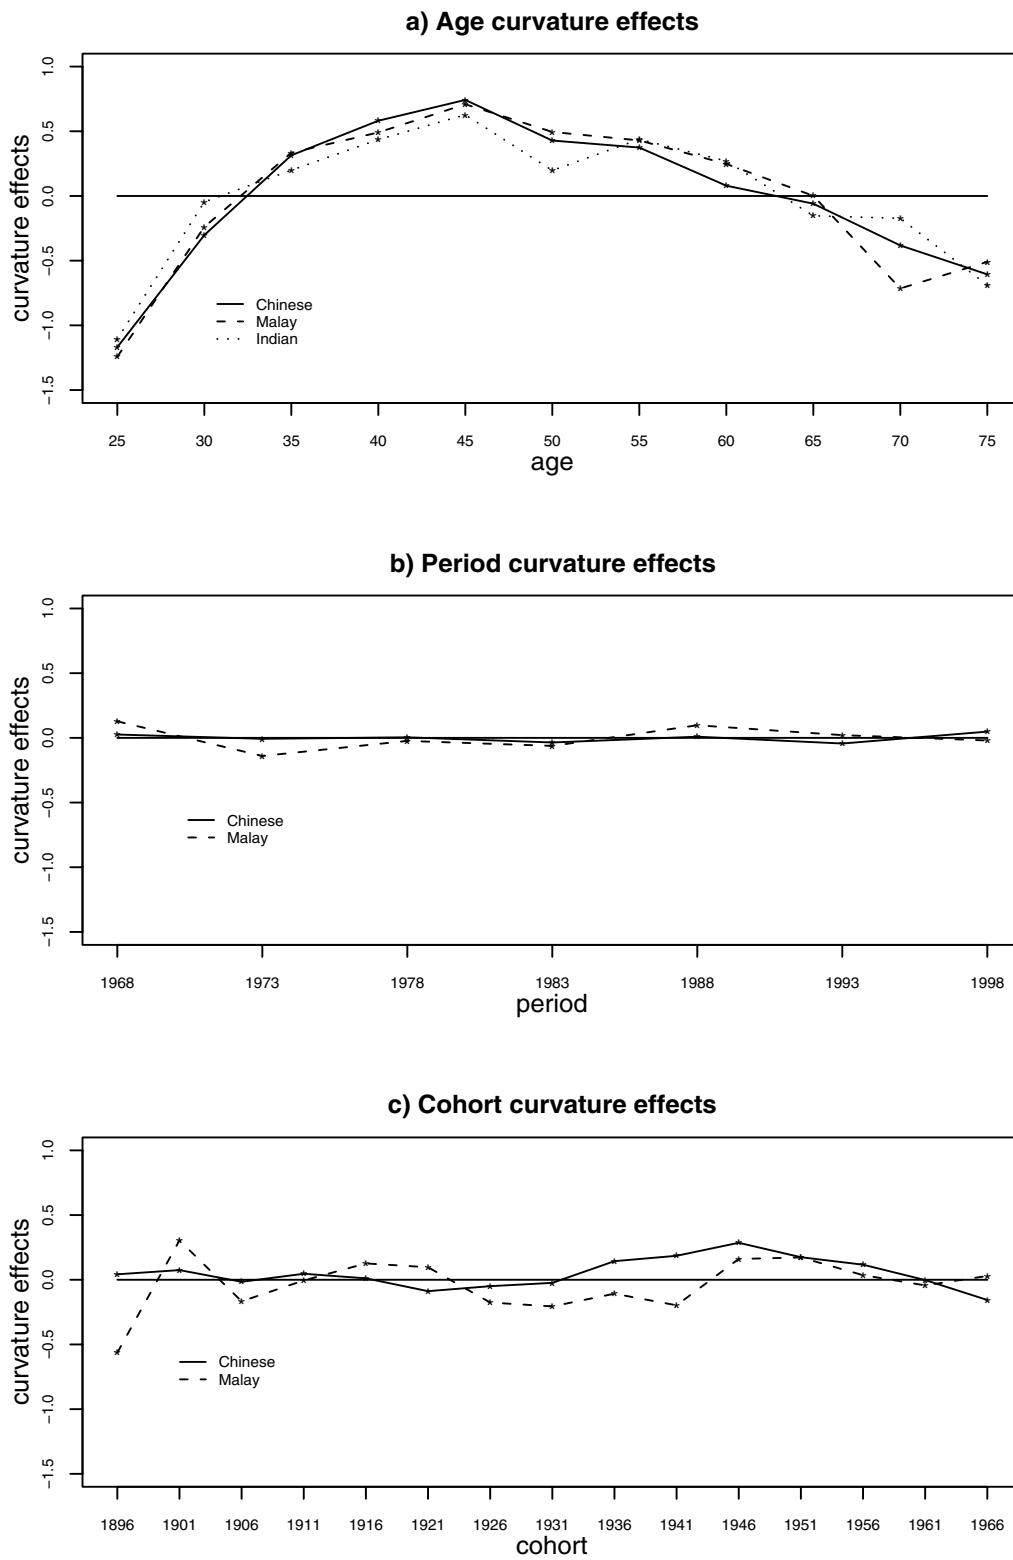 a) Age curvature effects
curvature effects
1.0
0.5
0.0
−0.5
−1.0
−1.5
Chinese
Malay
Indian
25 30 35 40 45 50 55 60 65 70 75
age
b) Period curvature effects
curvature effects
1.0
0.5
0.0
−0.5
−1.0
−1.5
Chinese
Malay
1968 1973 1978 1983 1988 1993 1998
period
c) Cohort curvature effects
curvature effects
1.0
0.5
0.0
−0.5
−1.0
−1.5
Chinese
Malay
1896 1901 1906 1911 1916 1921 1926 1931 1936 1941 1946 1951 1956 1961 1966
cohort